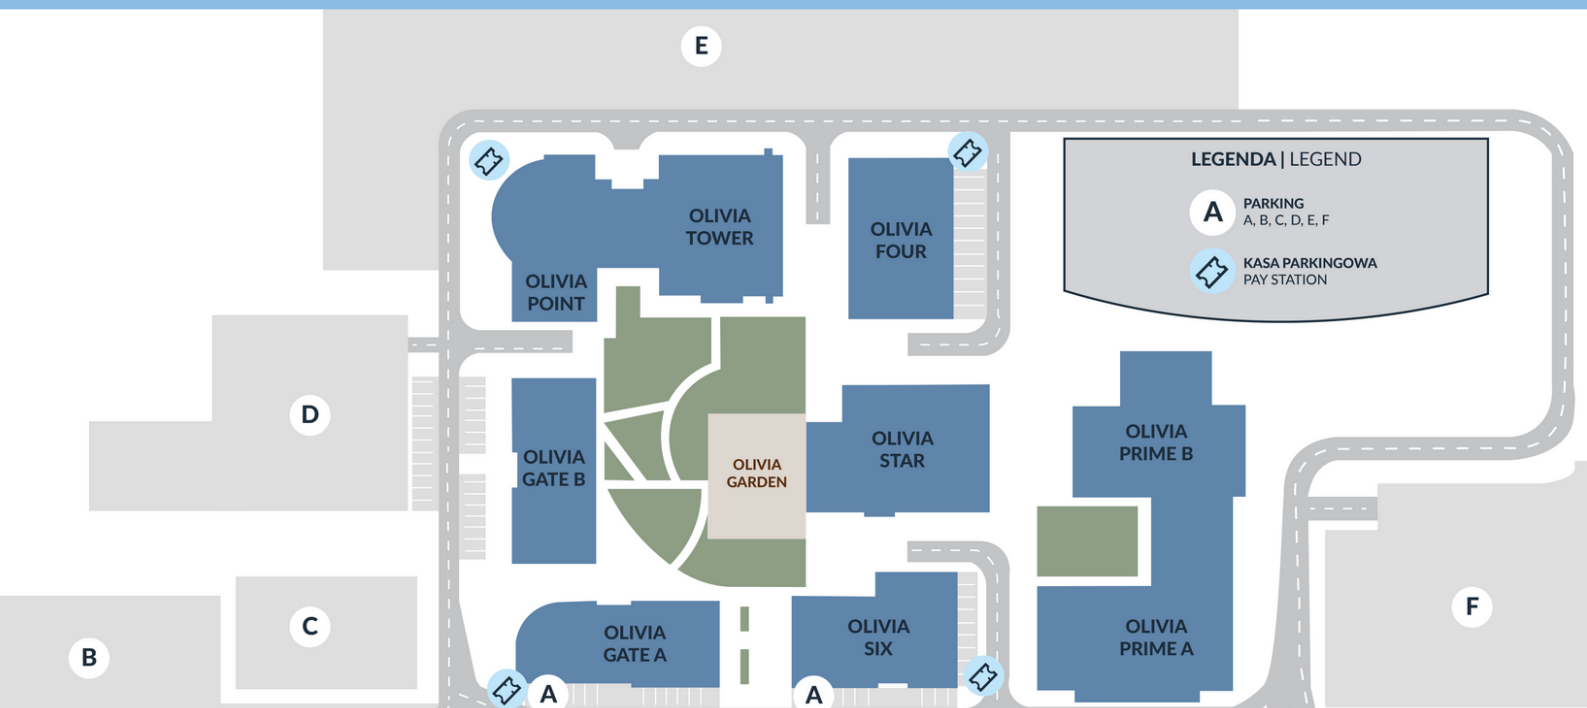 E
LEGENDA | LEGEND
A
PARKING
A, B, C, D, E, F
KASA PARKINGOWA
PAY STATION
OLIVIA
TOWER
OLIVIA
FOUR
OLIVIA
POINT
D
OLIVIA
GATE B
OLIVIA
GARDEN
OLIVIA
STAR
OLIVIA
PRIME B
B
C
OLIVIA
GATE A
OLIVIA
SIX
OLIVIA
PRIME A
F
A
A